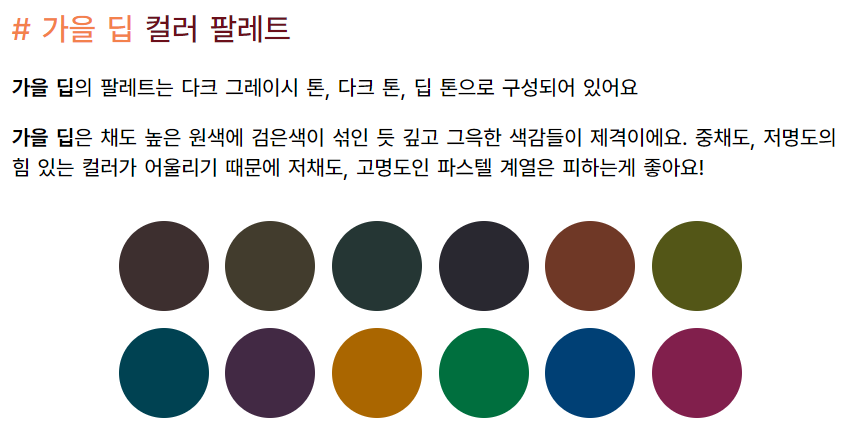 # 가을 딥 컬러 팔레트
가을 딥의 팔레트는 다크 그레이시 톤, 다크 톤, 딥 톤으로 구성되어 있어요
가을 딥은 채도 높은 원색에 검은색이 섞인 듯 깊고 그윽한 색감들이 제격이에요. 중채도, 저명도의
힘 있는 컬러가 어울리기 때문에 저채도, 고명도인 파스텔 계열은 피하는게 좋아요!